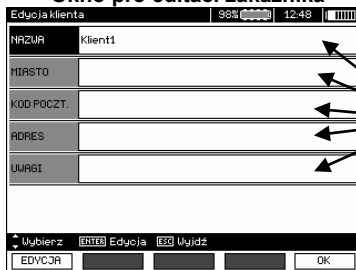 Okno pro editaci zákazníka
Edycja klienta 98% 12:48
NAZWA Klient1
MIASTO
KOD POCZT.
ADRES
UWAGI
Wybierz ENTER Edycja ESC Wyjdź
EDYCJA OK